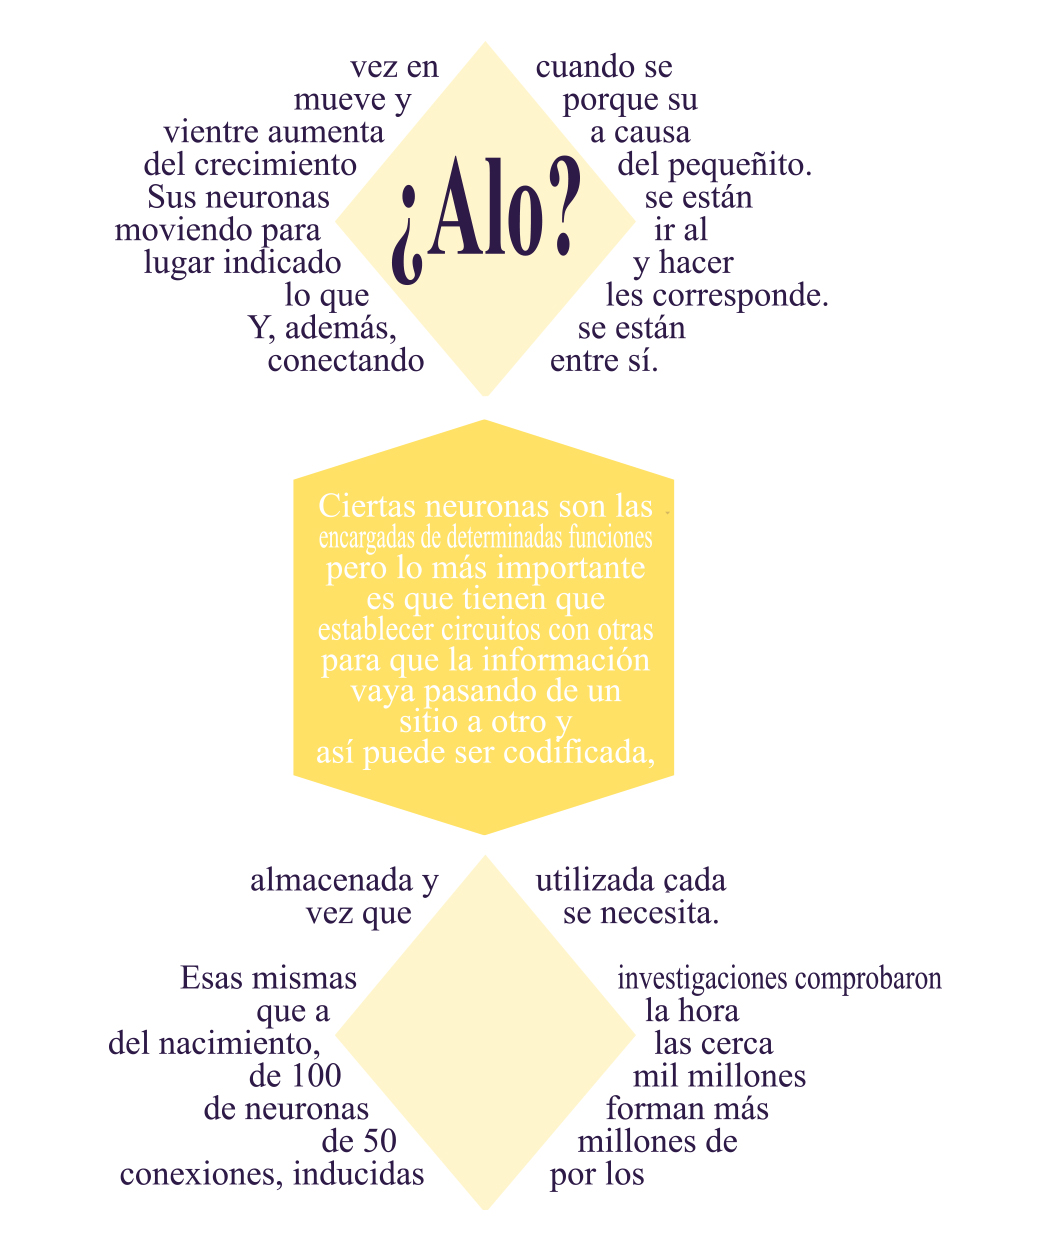 vez en cuando se
mueve y porque su
vientre aumenta a causa
del crecimiento del pequeñito.
¿Alo?
Sus neuronas se están
moviendo para ir al
lugar indicado y hacer
lo que les corresponde.
Y, además, se están
conectando entre sí.
Ciertas neuronas son las
encargadas de determinadas funciones
pero lo más importante
es que tienen que
establecer circuitos con otras
para que la información
vaya pasando de un
sitio a otro y
así puede ser codificada,
almacenada y utilizada cada
vez que se necesita.
Esas mismas investigaciones comprobaron
que a la hora
del nacimiento, las cerca
de 100 mil millones
de neuronas forman más
de 50 millones de
conexiones, inducidas por los